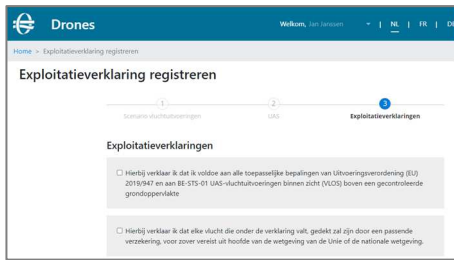 Drones
Welkom, Jan Janssen | NL | FR | DE
Home > Exploitatieverklaring registreren
Exploitatieverklaring registreren
1 2 3
Scenario vluchtuitvoeringen UAS Exploitatieverklaringen
Exploitatieverklaringen
Hierbij verklaar ik dat ik voldoe aan alle toepasselijke bepalingen van Uitvoeringsverordening (EU)
2019/947 en aan BE-STS-01 UAS-vluchtuitvoeringen binnen zicht (VLOS) boven een gecontroleerde
grondoppervlakte
Hierbij verklaar ik dat elke vlucht die onder de verklaring valt, gedekt zal zijn door een passende
verzekering, voor zover vereist uit hoofde van de wetgeving van de Unie of de nationale wetgeving.